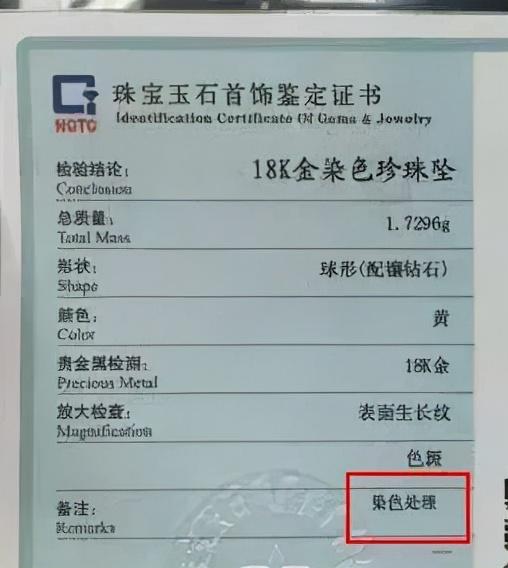 珠宝玉石首饰鉴定证书
NGTC
Identification Certificate Of Gems & Jewelry
检验结论:
18K金染色珍珠坠
Conclusion
总质量:
1.7296g
Total Mass
形状:
球形(配镶钻石)
Shape
颜色:
黄
Color
贵金属检测:
18K金
Precious Metal
放大检查:
表面生长纹
Magnification
色斑
备注:
染色处理
Remarks